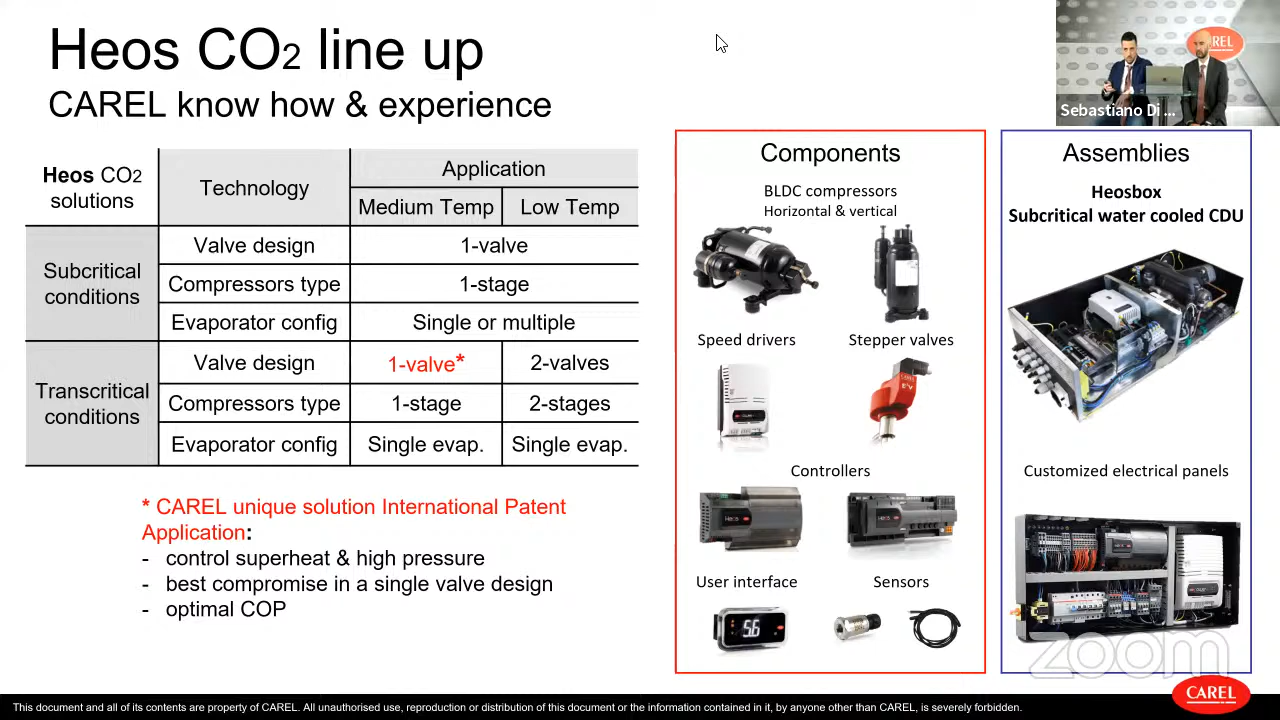 Heos CO2 line up
CAREL know how & experience
CAREL
Sebastiano Di ...
Heos CO2
solutions
Technology
Application
Medium Temp
Low Temp
Subcritical
conditions
Valve design
1-valve
Compressors type
1-stage
Evaporator config
Single or multiple
Transcritical
conditions
Valve design
1-valve*
2-valves
Compressors type
1-stage
2-stages
Evaporator config
Single evap.
Single evap.
* CAREL unique solution International Patent
Application:
- control superheat & high pressure
- best compromise in a single valve design
- optimal COP
Components
BLDC compressors
Horizontal & vertical
Speed drivers
Stepper valves
Controllers
Heos
Heos
User interface
Sensors
5.6
Assemblies
Heosbox
Subcritical water cooled CDU
Customized electrical panels
zoom
CAREL
This document and all of its contents are property of CAREL. All unauthorised use, reproduction or distribution of this document or the information contained in it, by anyone other than CAREL, is severely forbidden.